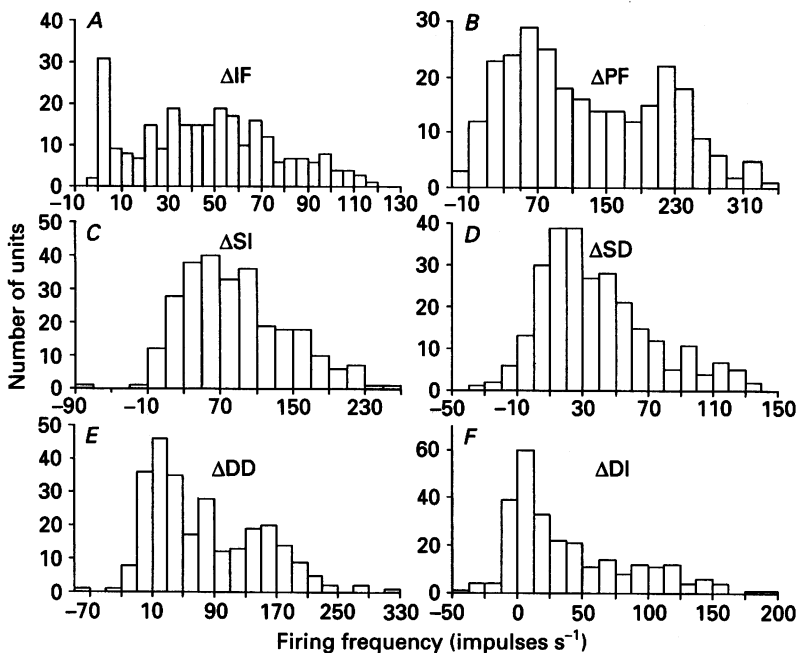 A
ΔIF
40
30
20
10
0
−10 10 30 50 70 90 110 130
B
ΔPF
30
20
10
0
−10 70 150 230 310
C
ΔSI
50
40
30
20
10
0
−90 −10 70 150 230
D
ΔSD
40
30
20
10
0
−50 −10 30 70 110 150
E
ΔDD
50
40
30
20
10
0
−70 10 90 170 250 330
F
ΔDI
60
40
20
0
−50 0 50 100 125 200
Number of units
Firing frequency (impulses s⁻¹)